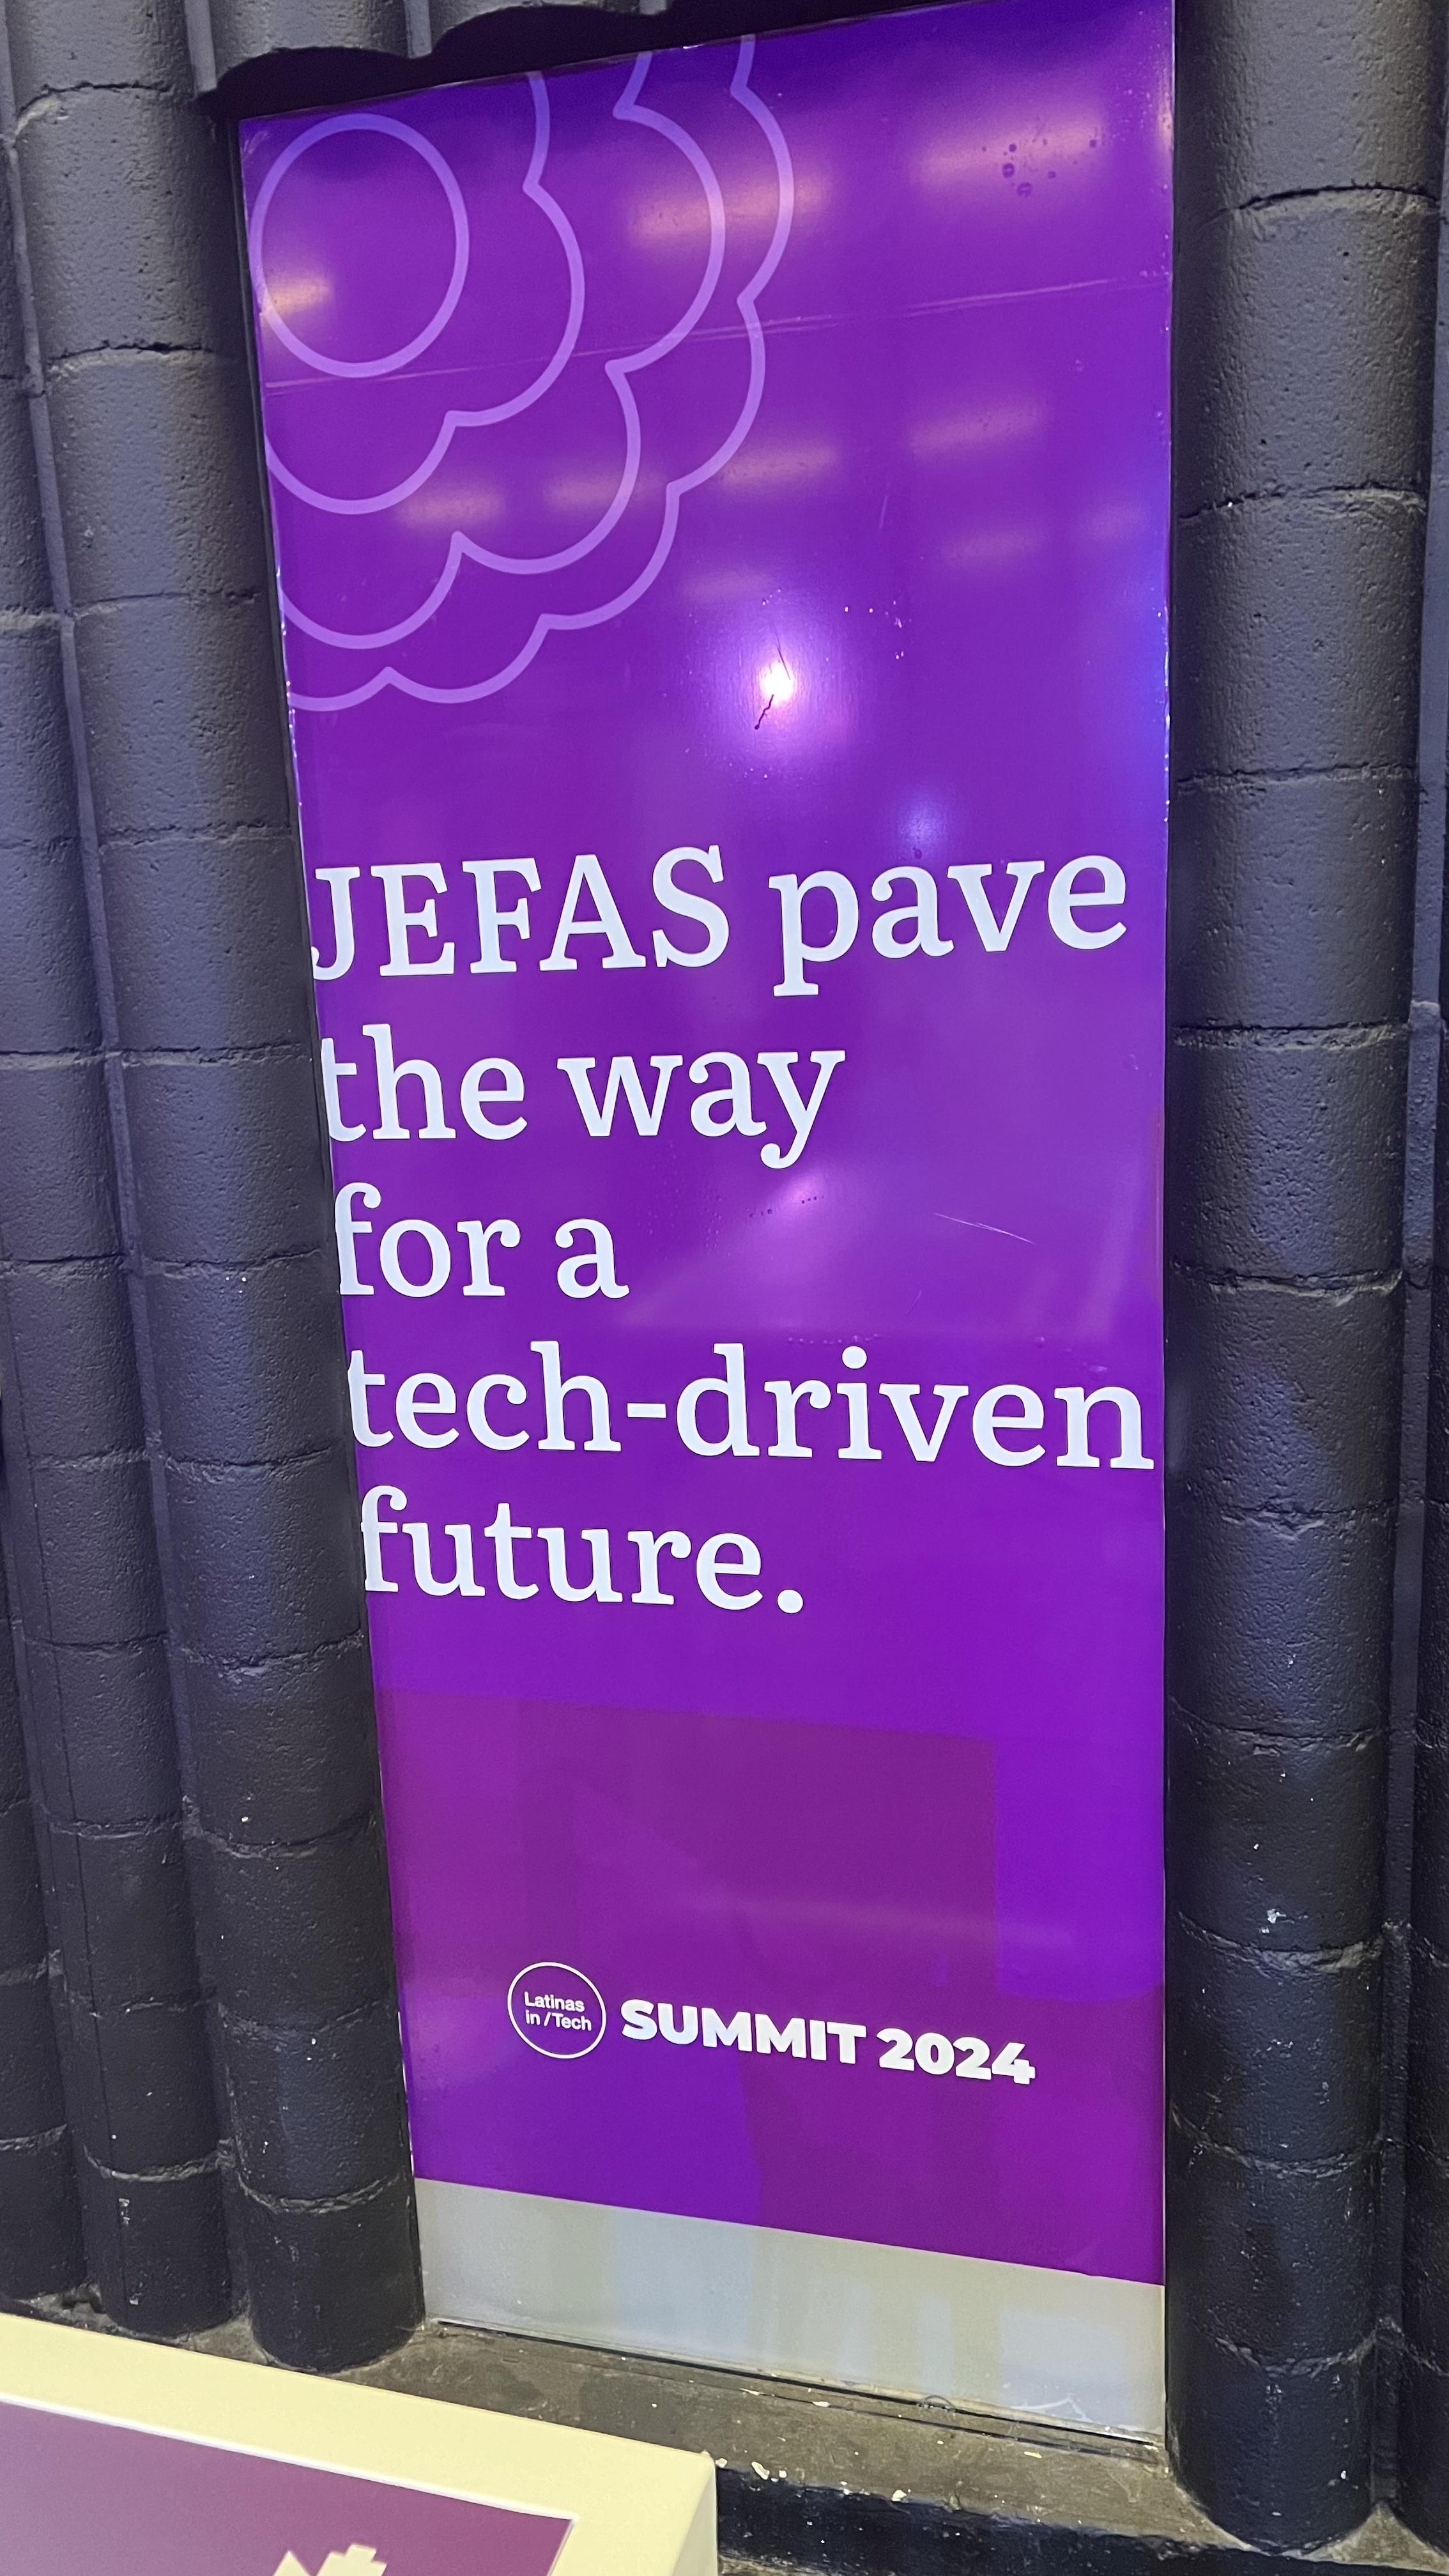 JEFAS pave
the way
for a
tech-driven
future.
Latinas
in/Tech
SUMMIT 2024